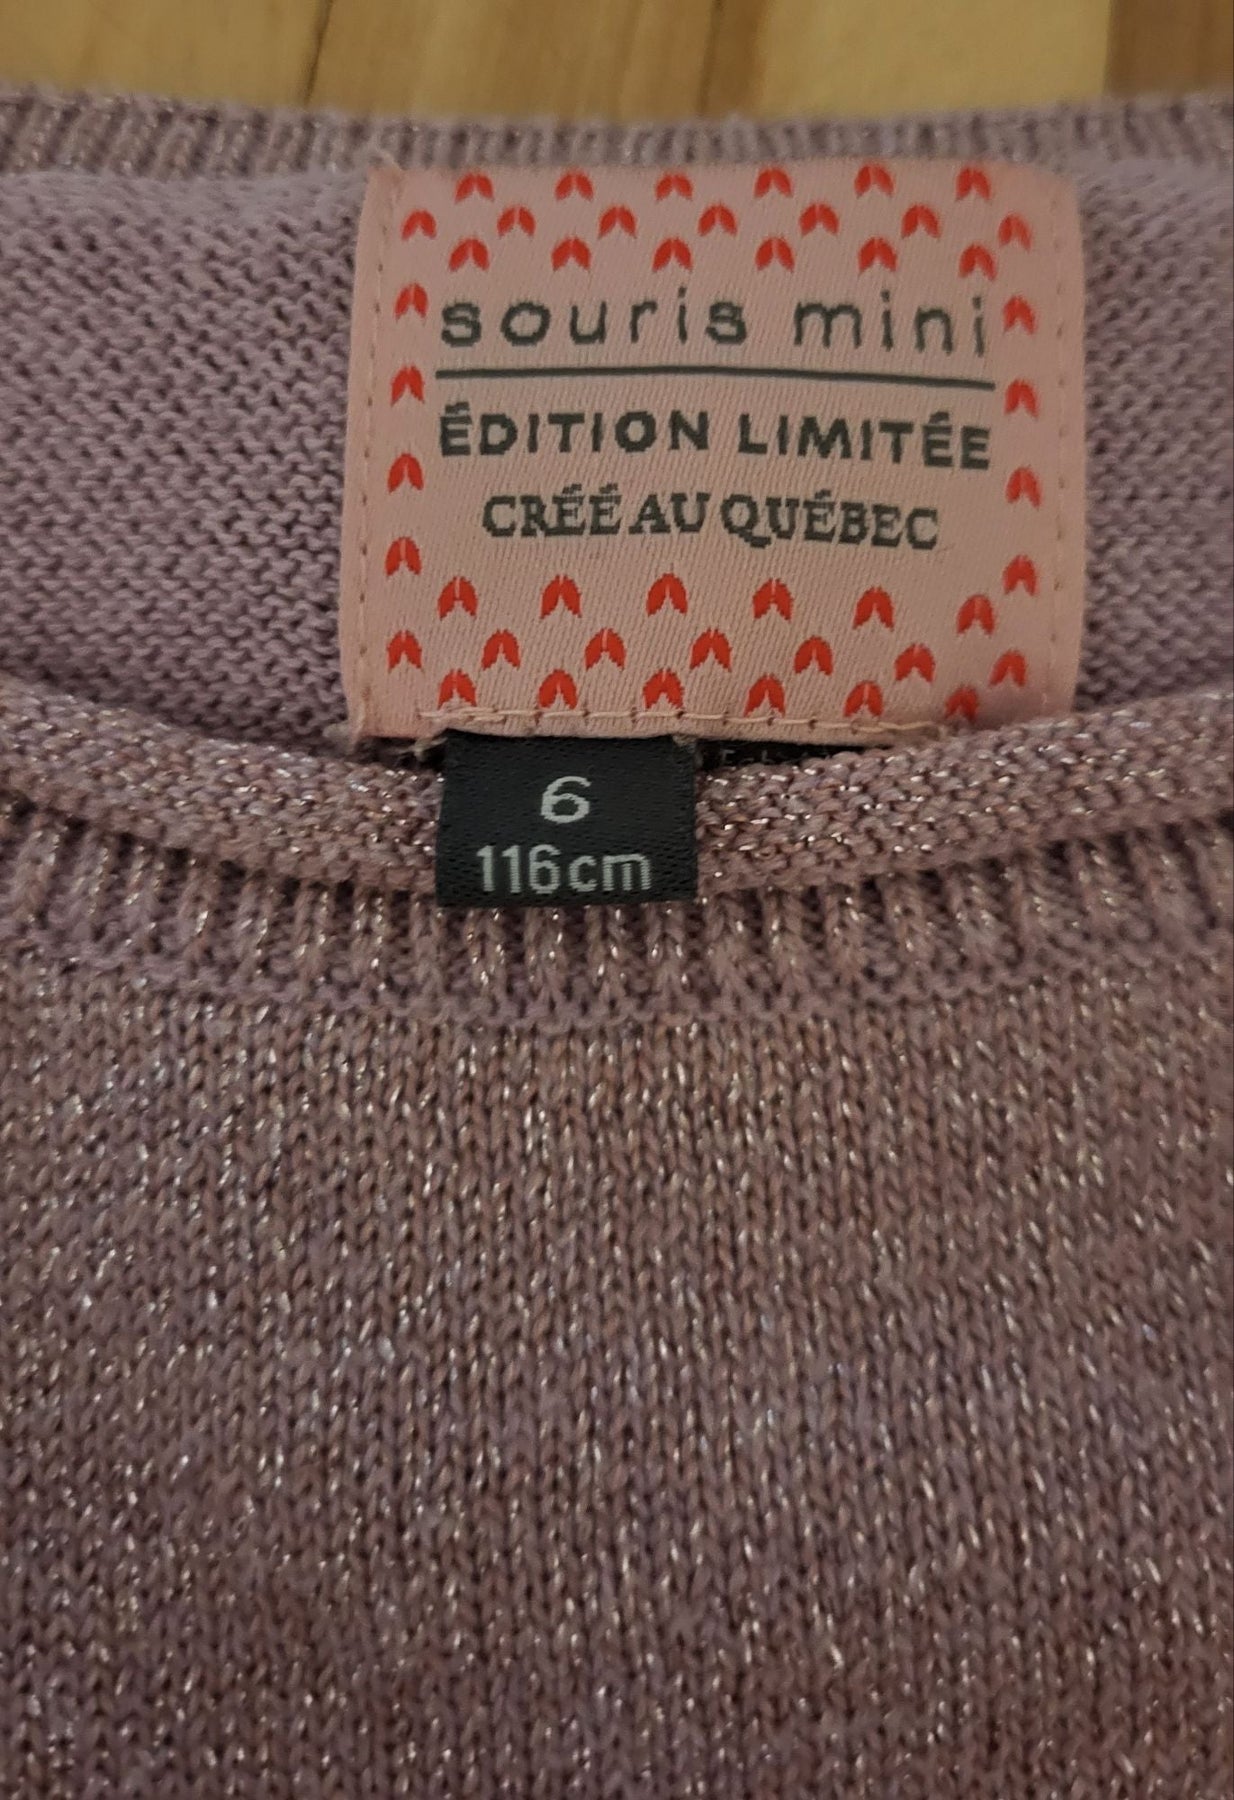 souris mini
ÉDITION LIMITÉE
CRÉÉ AU QUÉBEC
6
116cm